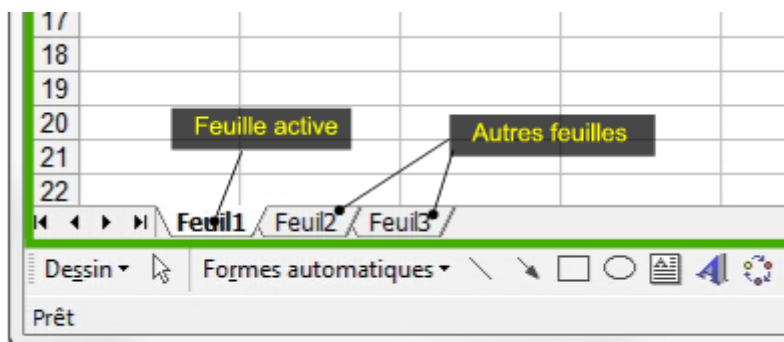 17
18
19
20
Feuille active
Autres feuilles
21
22
Feuil1 Feuil2 Feuil3
Dessin Formes automatiques
Prêt